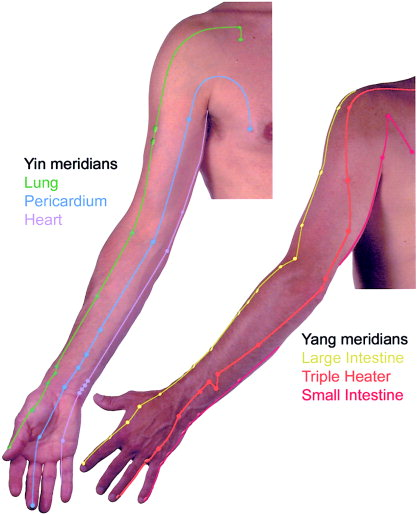 Yin meridians
Lung
Pericardium
Heart
Yang meridians
Large Intestine
Triple Heater
Small Intestine